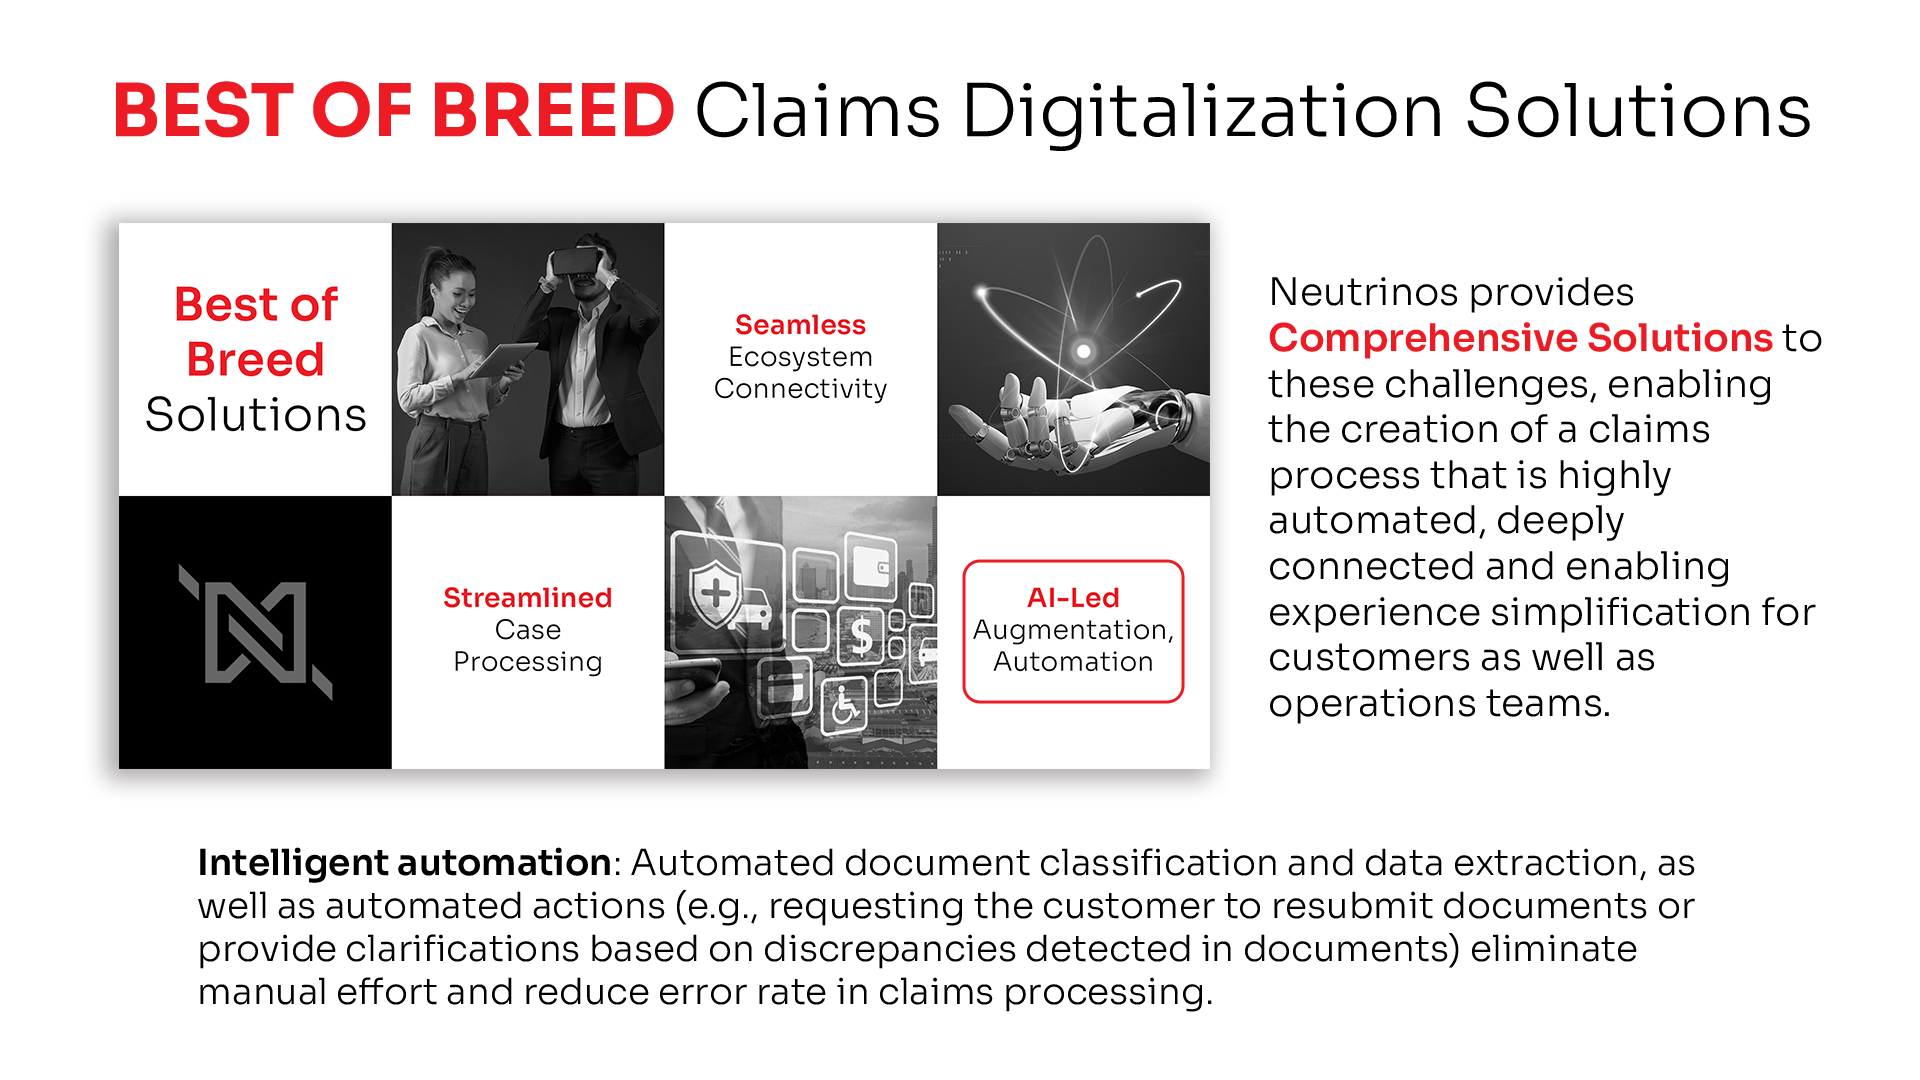 BEST OF BREED Claims Digitalization Solutions
Best of
Breed
Solutions
Seamless
Ecosystem
Connectivity
Streamlined
Case
Processing
$
AI-Led
Augmentation,
Automation
Neutrinos provides
Comprehensive Solutions to
these challenges, enabling
the creation of a claims
process that is highly
automated, deeply
connected and enabling
experience simplification for
customers as well as
operations teams.
Intelligent automation: Automated document classification and data extraction, as
well as automated actions (e.g., requesting the customer to resubmit documents or
provide clarifications based on discrepancies detected in documents) eliminate
manual effort and reduce error rate in claims processing.